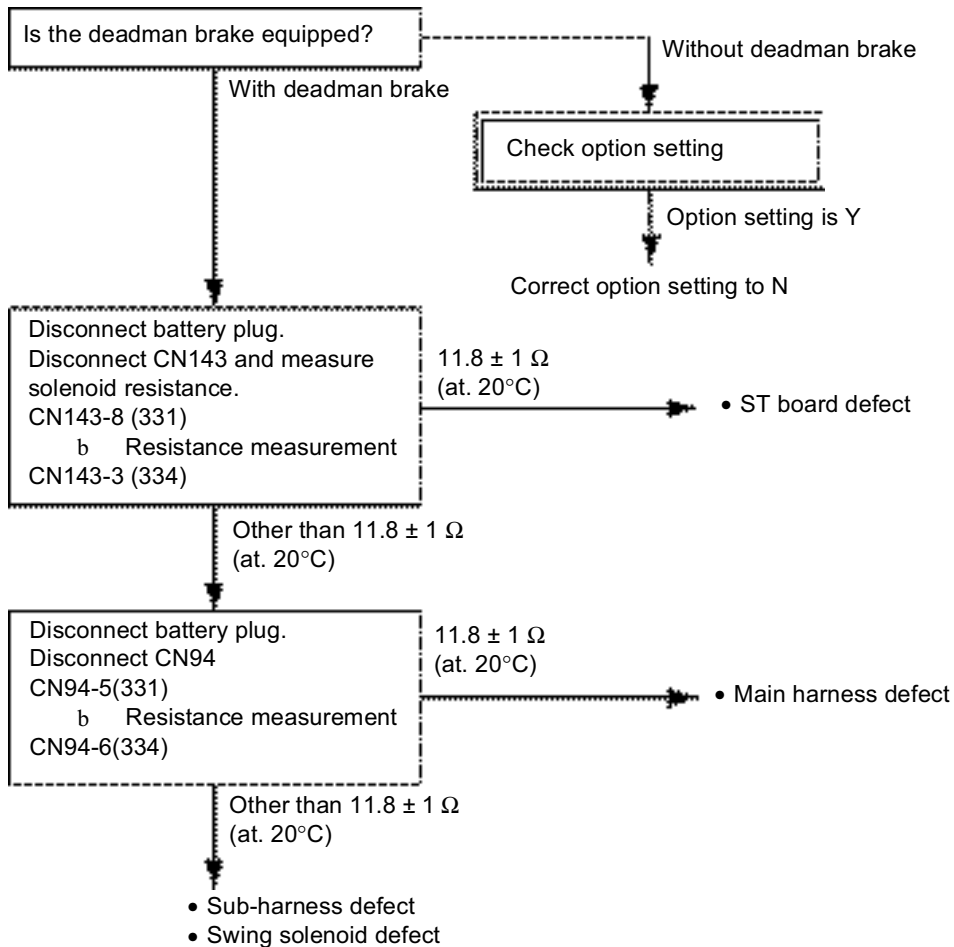 Is the deadman brake equipped?
Without deadman brake
With deadman brake
Check option setting
Option setting is Y
Correct option setting to N
Disconnect battery plug.
Disconnect CN143 and measure
solenoid resistance.
CN143-8 (331)
b Resistance measurement
CN143-3 (334)
11.8 ± 1 Ω
(at. 20°C)
• ST board defect
Other than 11.8 ± 1 Ω
(at. 20°C)
Disconnect battery plug.
Disconnect CN94
CN94-5(331)
b Resistance measurement
CN94-6(334)
11.8 ± 1 Ω
(at. 20°C)
• Main harness defect
Other than 11.8 ± 1 Ω
(at. 20°C)
• Sub-harness defect
• Swing solenoid defect